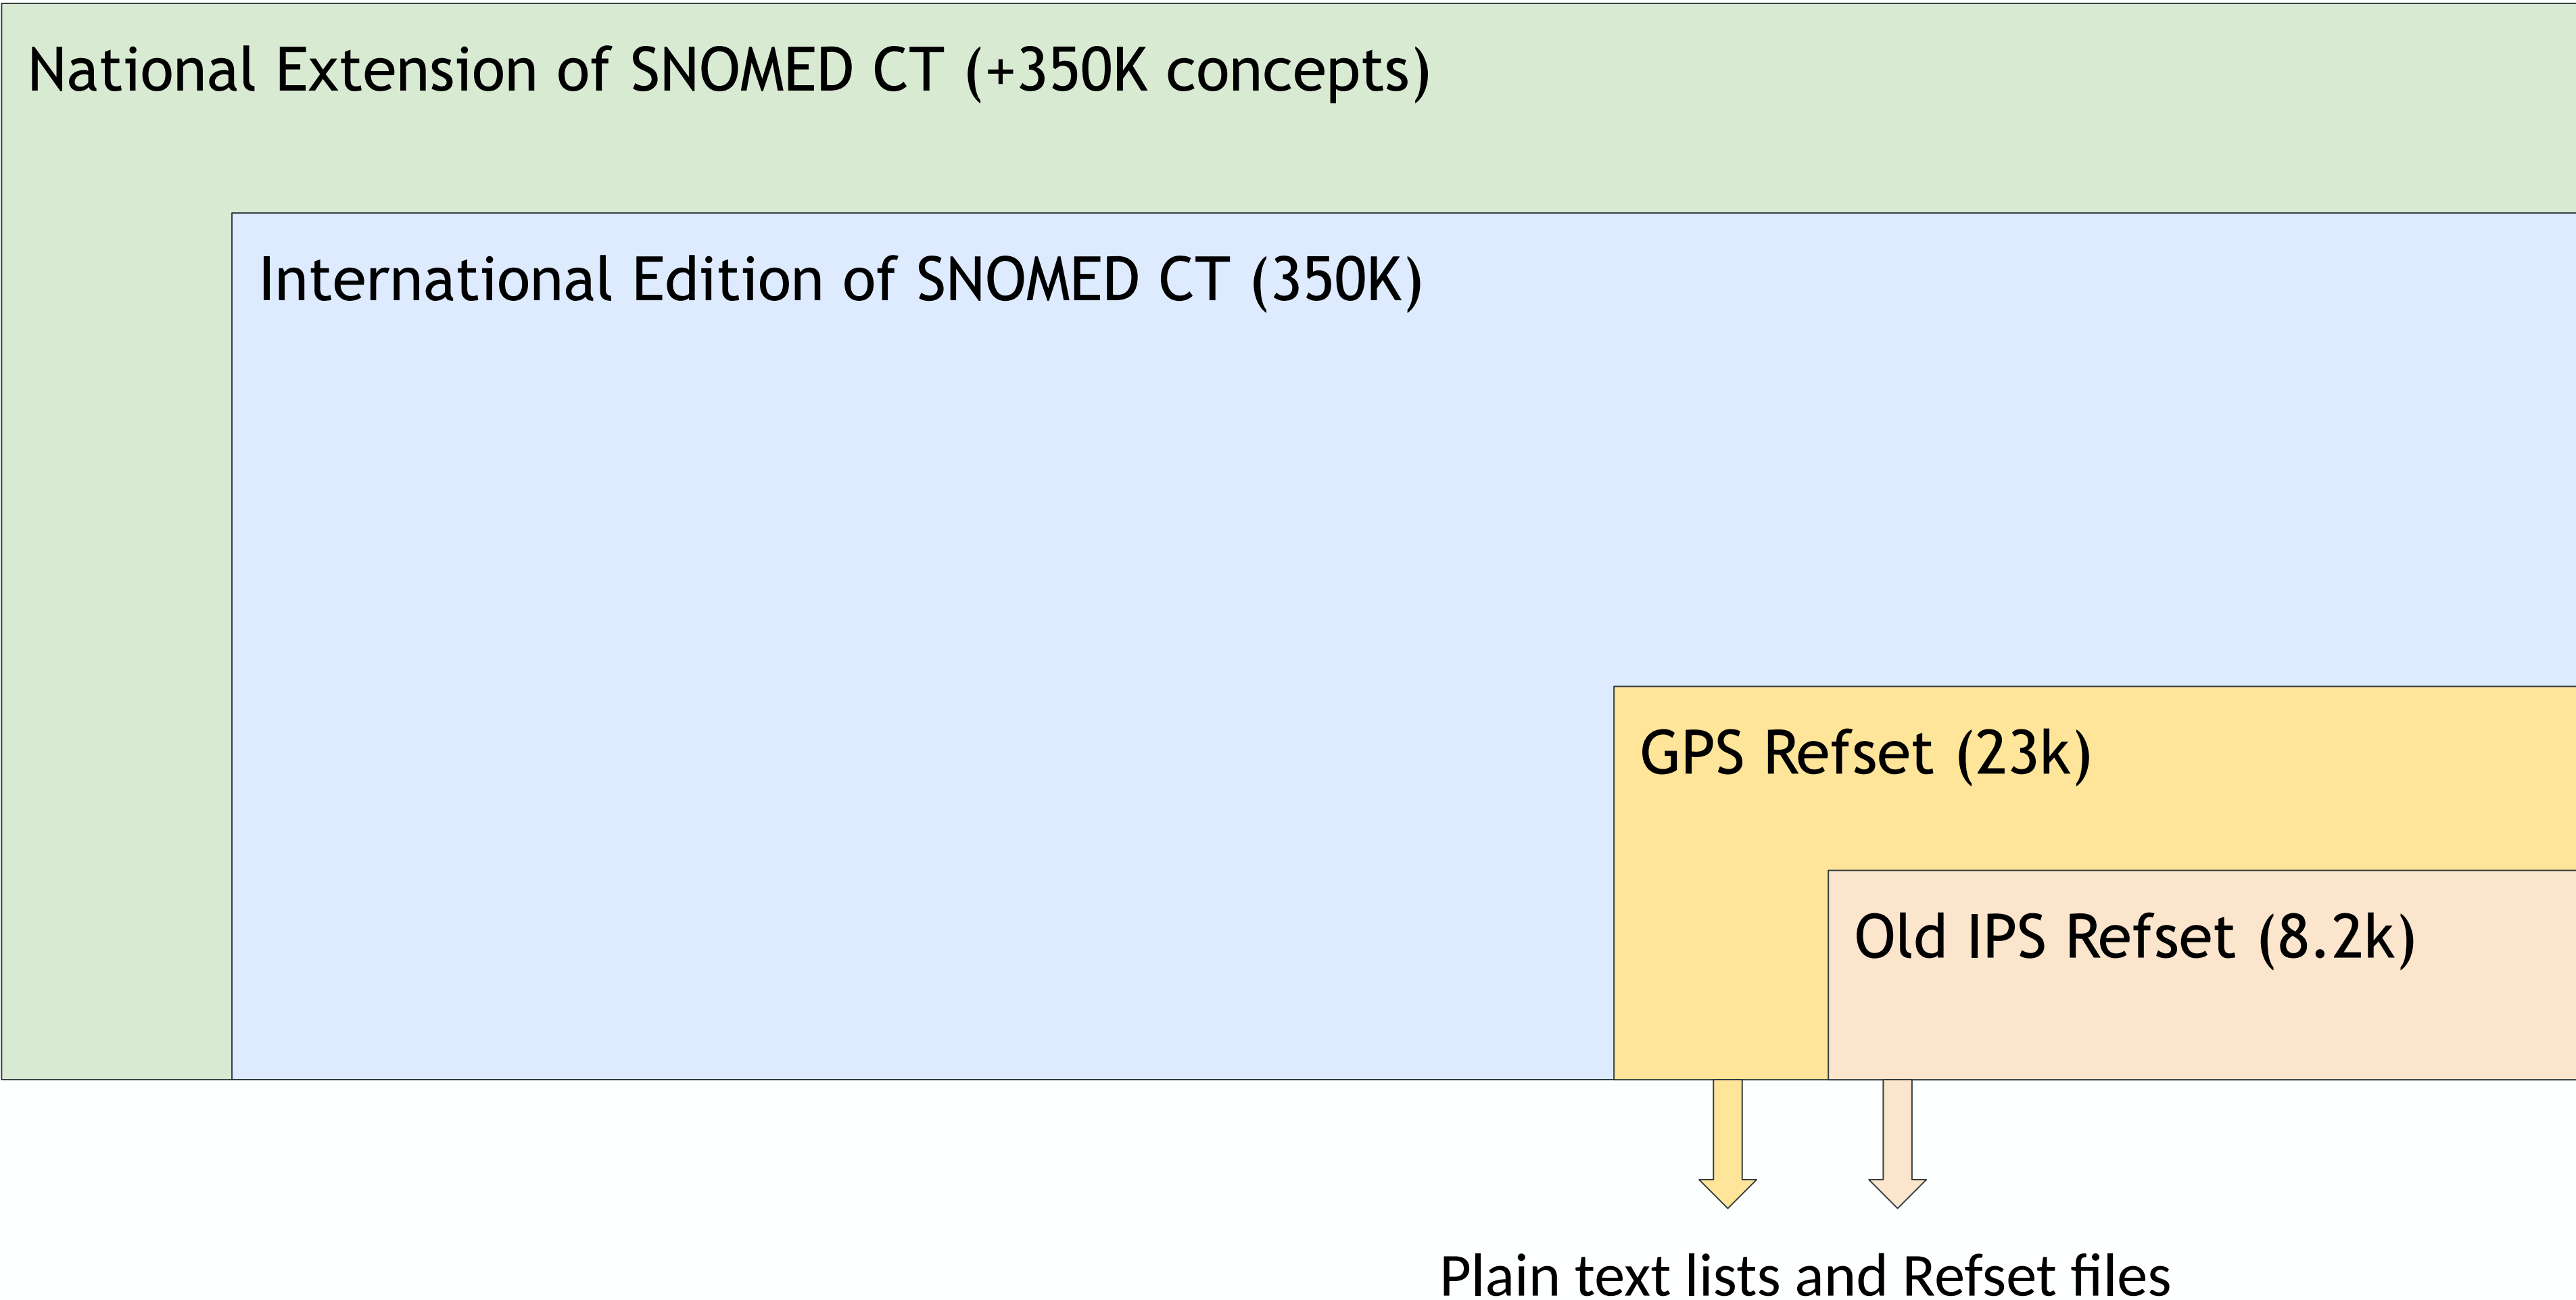 National Extension of SNOMED CT (+350K concepts)
International Edition of SNOMED CT (350K)
GPS Refset (23k)
Old IPS Refset (8.2k)
Plain text lists and Refset files